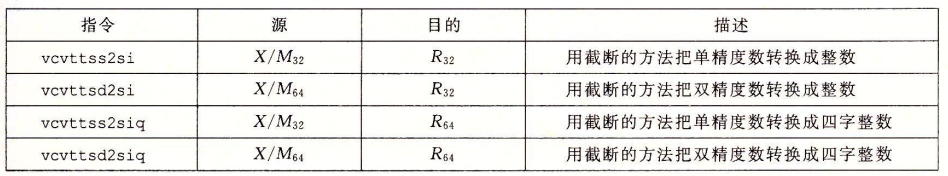 指令 源 目的 描述
vcvttss2si X/M32 R32 用截断的方法把单精度数转换成整数
vcvttsd2si X/M64 R32 用截断的方法把双精度数转换成整数
vcvttss2siq X/M32 R64 用截断的方法把单精度数转换成四字整数
vcvttsd2siq X/M64 R64 用截断的方法把双精度数转换成四字整数